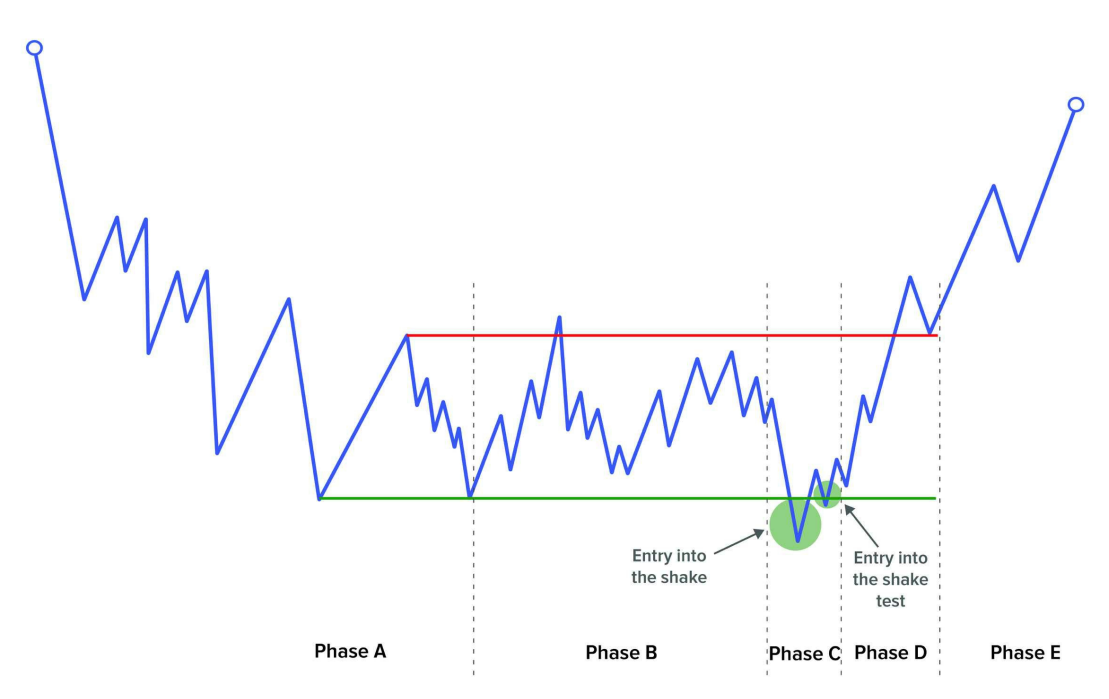 Entry into
the shake
Entry into
the shake
test
Phase A
Phase B
Phase C
Phase D
Phase E